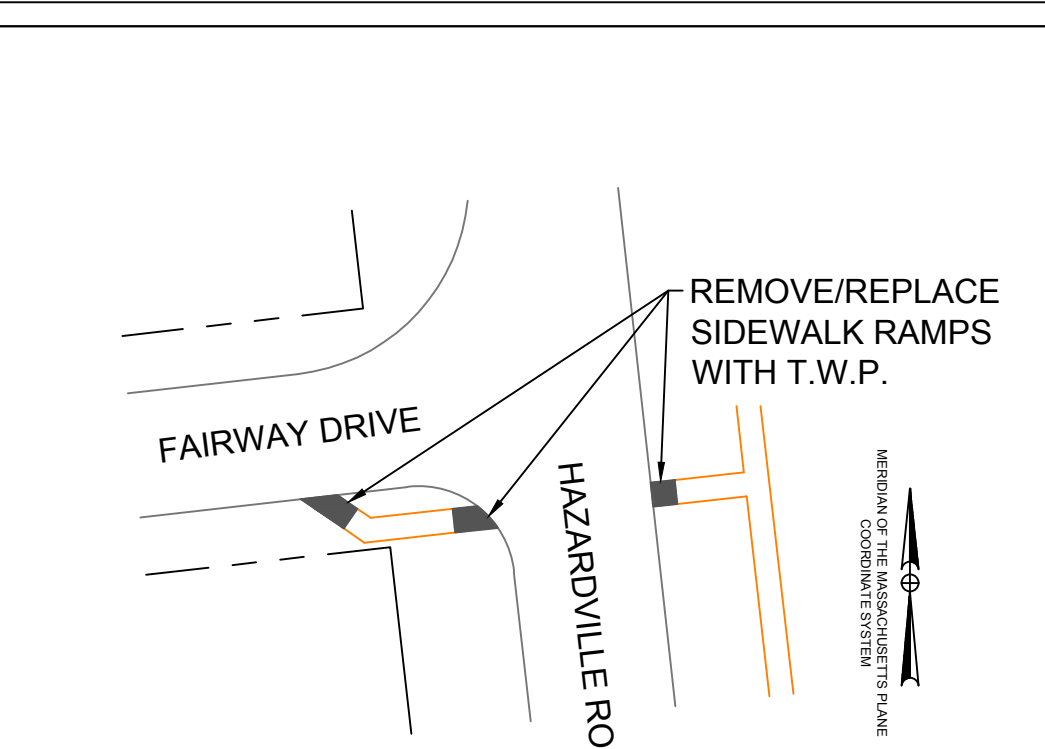 REMOVE/REPLACE
SIDEWALK RAMPS
WITH T.W.P.
FAIRWAY DRIVE
HAZARDVILLE RO
MERIDIAN OF THE MASSACHUSETTS PLANE
COORDINATE SYSTEM